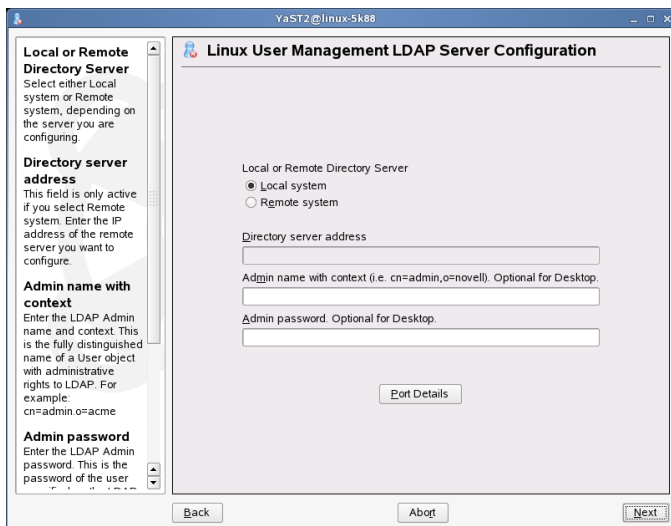 YaST2@linux-5k88
Local or Remote
Directory Server
Select either Local
system or Remote
system, depending on
the server you are
configuring.
Directory server
address
This field is only active
if you select Remote
system. Enter the IP
address of the remote
server you want to
configure.
Admin name with
context
Enter the LDAP Admin
name and context. This
is the fully distinguished
name of a User object
with administrative
rights to LDAP. For
example:
cn=admin.o=acme
Admin password
Enter the LDAP Admin
password. This is the
password of the user
Linux User Management LDAP Server Configuration
Local or Remote Directory Server
Local system
Remote system
Directory server address
Admin name with context (i.e. cn=admin,o=novell). Optional for Desktop.
Admin password. Optional for Desktop.
Port Details
Back
Abort
Next